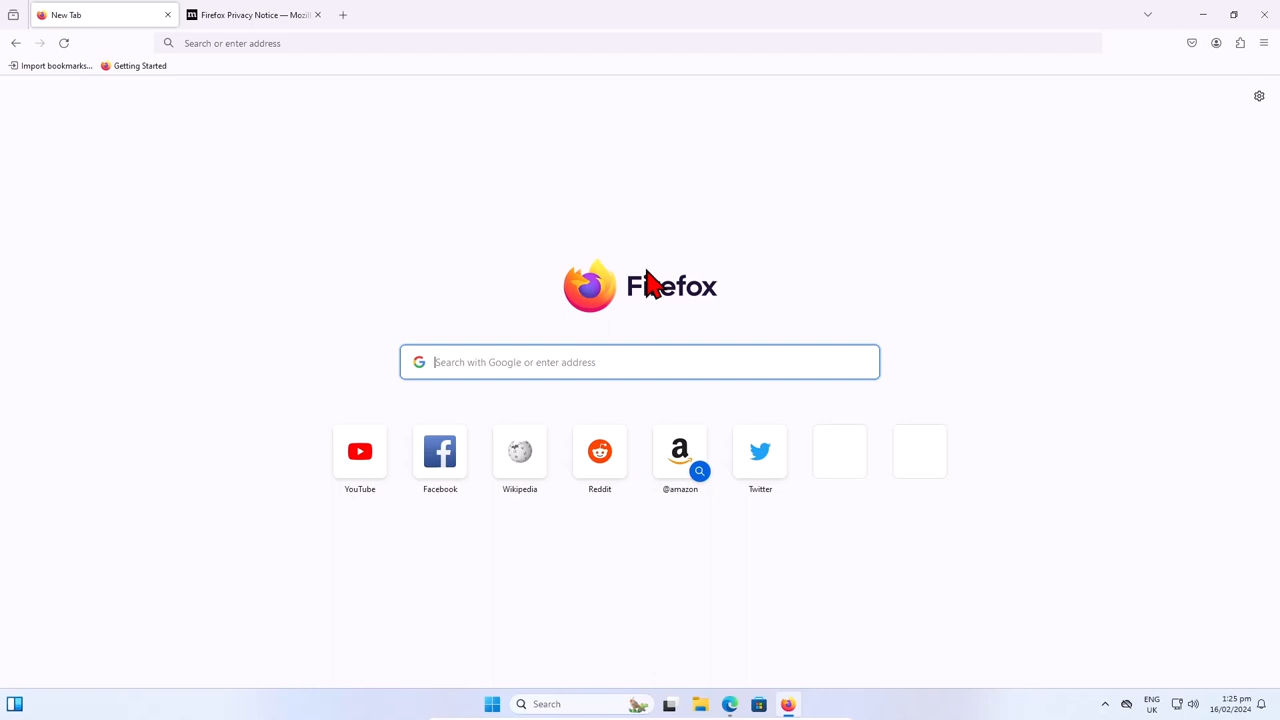 New Tab
Firefox Privacy Notice — Mozil
Search or enter address
Import bookmarks...
Getting Started
Firefox
Search with Google or enter address
YouTube
Facebook
Wikipedia
Reddit
@amazon
Twitter
Search
ENG
UK
1:25 pm
16/02/2024